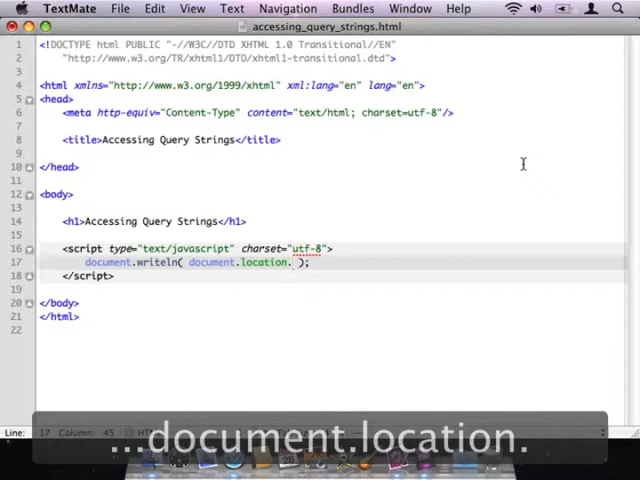 TextMate File Edit View Text Navigation Bundles Window Help
accessing_query_strings.html
1 <!DOCTYPE html PUBLIC "-//W3C//DTD XHTML 1.0 Transitional//EN"
2 "http://www.w3.org/TR/xhtml1/DTD/xhtml1-transitional.dtd">
3
4 <html xmlns="http://www.w3.org/1999/xhtml" xml:lang="en" lang="en">
5 <head>
6 <meta http-equiv="Content-Type" content="text/html; charset=utf-8"/>
7
8 <title>Accessing Query Strings</title>
9
10 </head>
11
12 <body>
13
14 <h1>Accessing Query Strings</h1>
15
16 <script type="text/javascript" charset="utf-8">
17 document.writeln( document.location. );
18 </script>
19
20 </body>
21 </html>
22
Line: 17 Column: 45 HTML
...document.location.